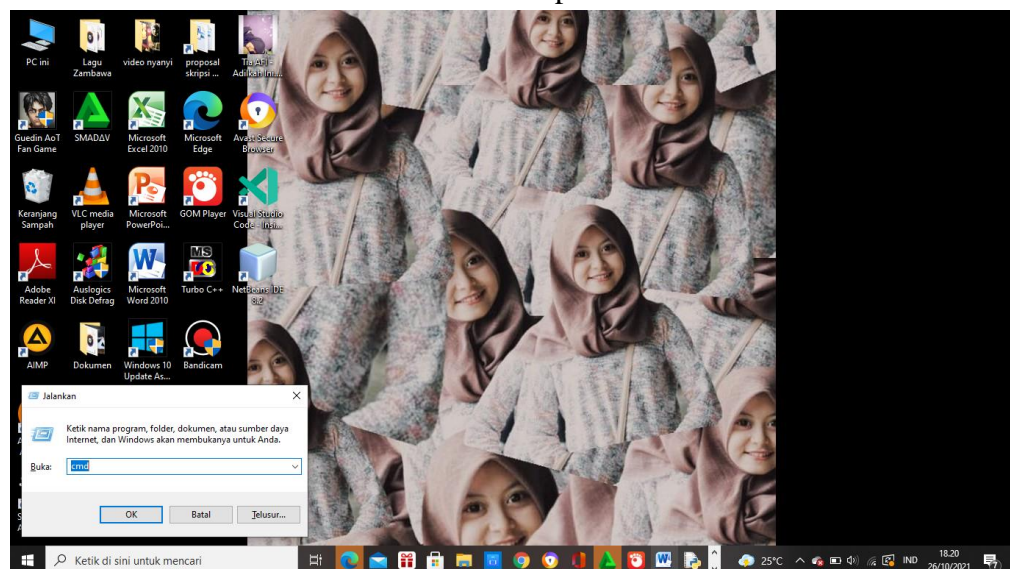 PC ini
Lagu Zambawa
video nyanyi
proposal skripsi ...
Guedin AoT Fan Game
SMADΔV
Microsoft Excel 2010
Microsoft Edge
Avast Secure Browser
Keranjang Sampah
VLC media player
Microsoft PowerPoi...
GOM Player
Visual Studio Code - Insi...
Adobe Reader XI
Auslogics Disk Defrag
Microsoft Word 2010
MS
Turbo C++
NetBeans IDE 8.2
AIMP
Dokumen
Windows 10 Update As...
Bandicam
Jalankan
Ketik nama program, folder, dokumen, atau sumber daya
Internet, dan Windows akan membukanya untuk Anda.
Buka:
cmd
OK
Batal
Telusur...
Ketik di sini untuk mencari
25°C
IND
18.20
26/10/2021